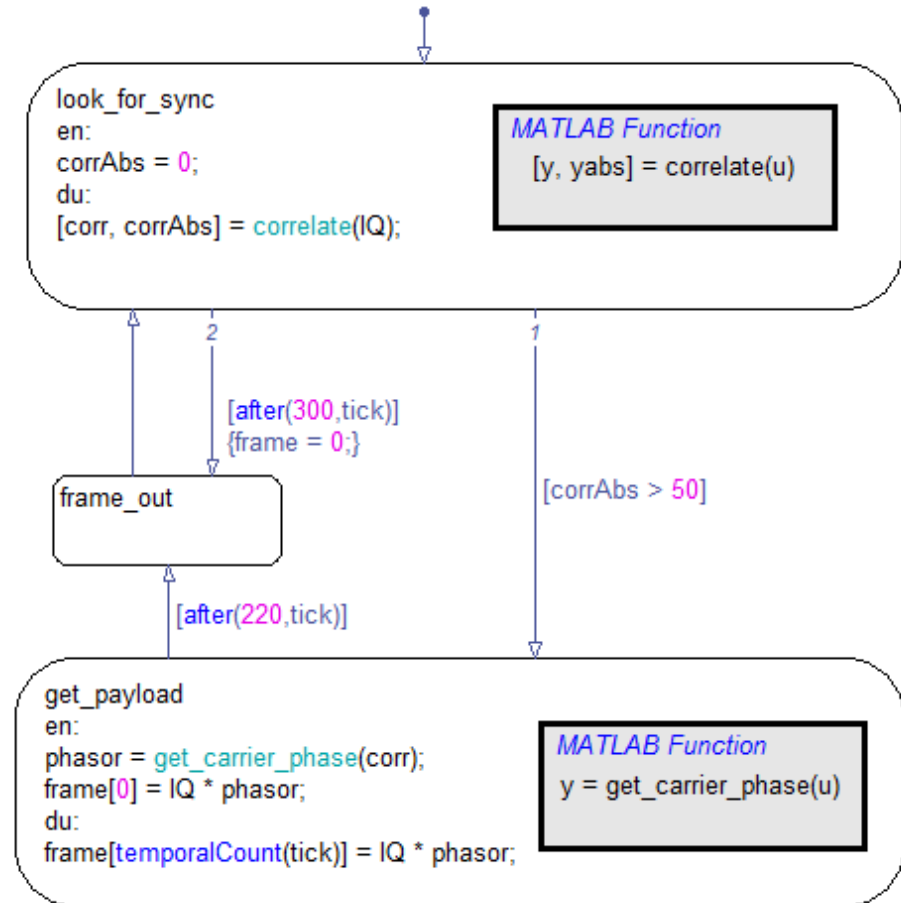 look_for_sync
en:
corrAbs = 0;
du:
[corr, corrAbs] = correlate(IQ);
MATLAB Function
[y, yabs] = correlate(u)
2
1
[after(300,tick)]
{frame = 0;}
[corrAbs > 50]
frame_out
[after(220,tick)]
get_payload
en:
phasor = get_carrier_phase(corr);
frame[0] = IQ * phasor;
du:
frame[temporalCount(tick)] = IQ * phasor;
MATLAB Function
y = get_carrier_phase(u)